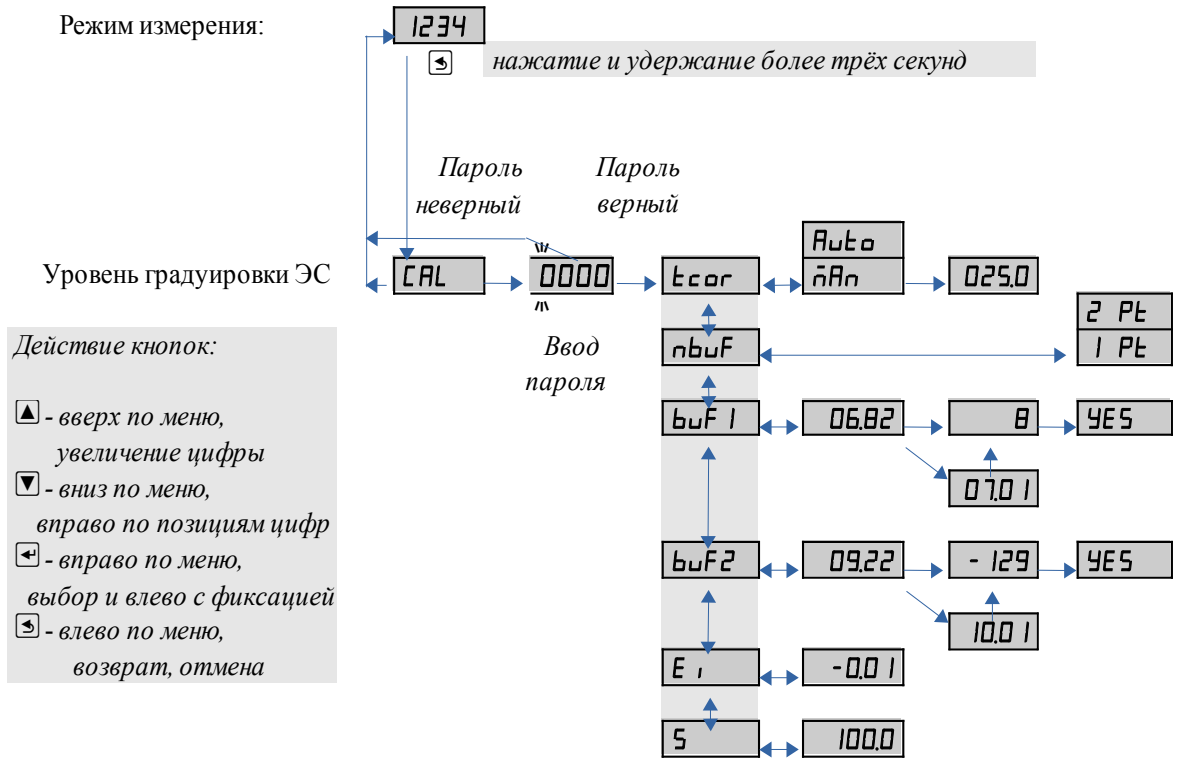 Режим измерения:
1234
нажатие и удержание более трёх секунд
Пароль Пароль
неверный верный
Auto
Уровень градуировки ЭС CAL 0000 tcor n̄An 025.0
2 Pt
Действие кнопок: Ввод nbuF 1 Pt
пароля
- вверх по меню, buF1 06.82 8 YES
увеличение цифры
- вниз по меню, 07.01
вправо по позициям цифр
- вправо по меню, buF2 09.22 -129 YES
выбор и влево с фиксацией
- влево по меню, 10.01
возврат, отмена Ei -0.01
S 100.0